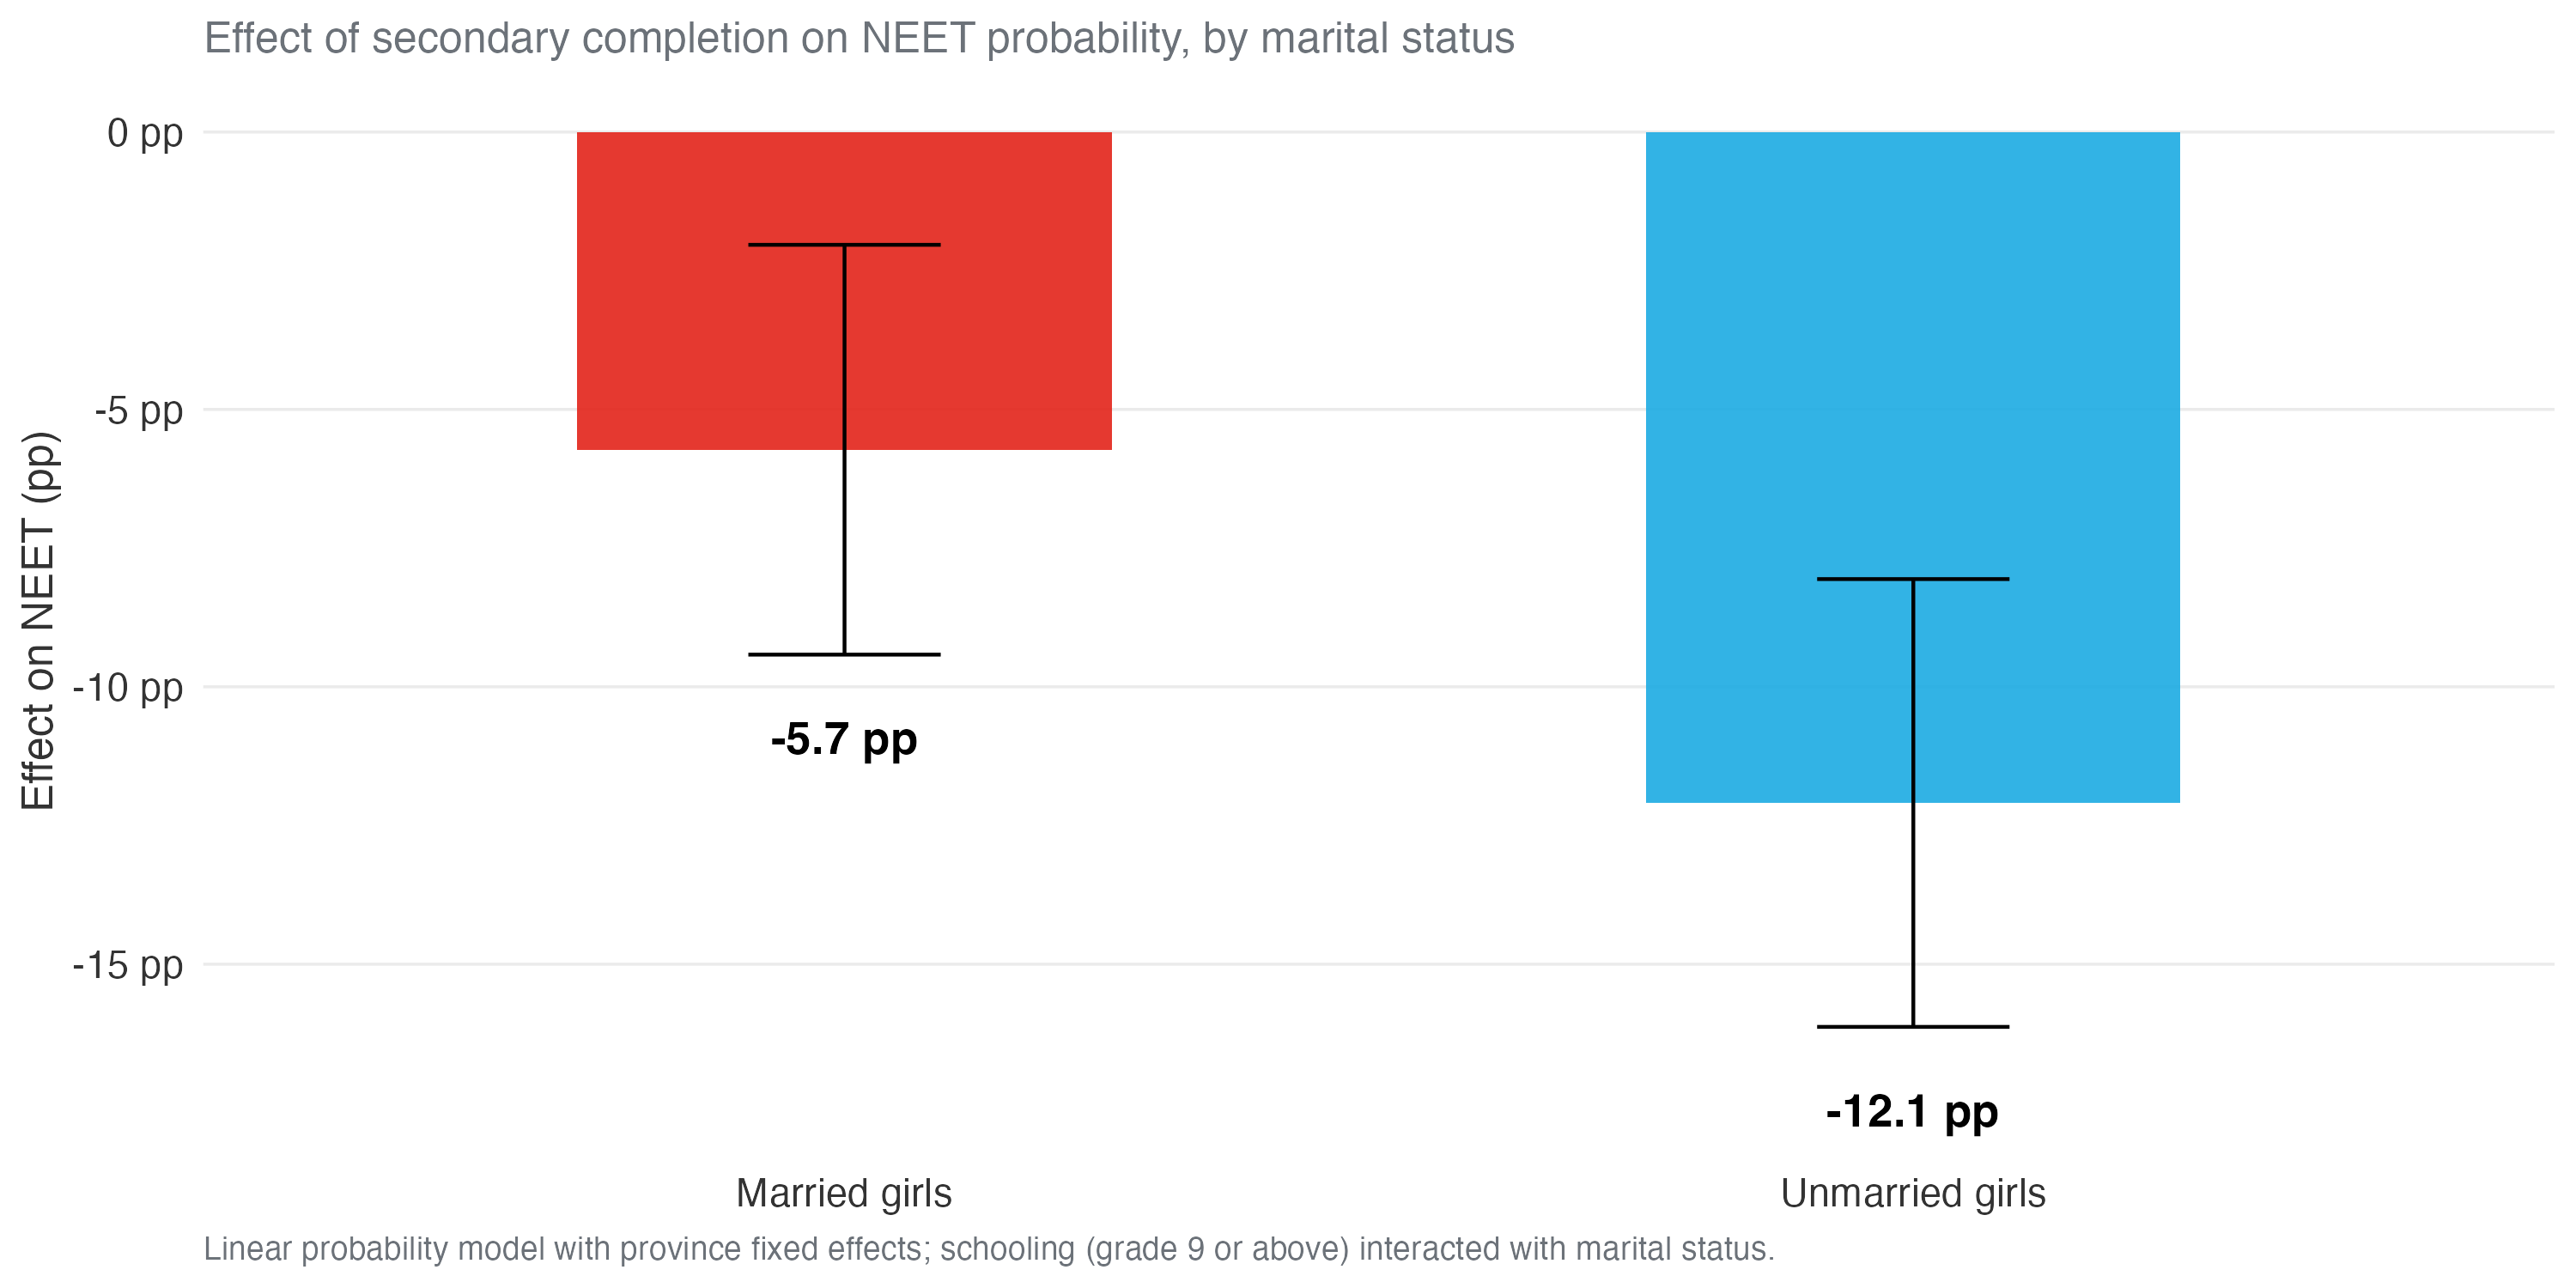 Effect of secondary completion on NEET probability, by marital status
Effect on NEET (pp)
0 pp
-5 pp
-10 pp
-15 pp
-5.7 pp
-12.1 pp
Married girls
Unmarried girls
Linear probability model with province fixed effects; schooling (grade 9 or above) interacted with marital status.